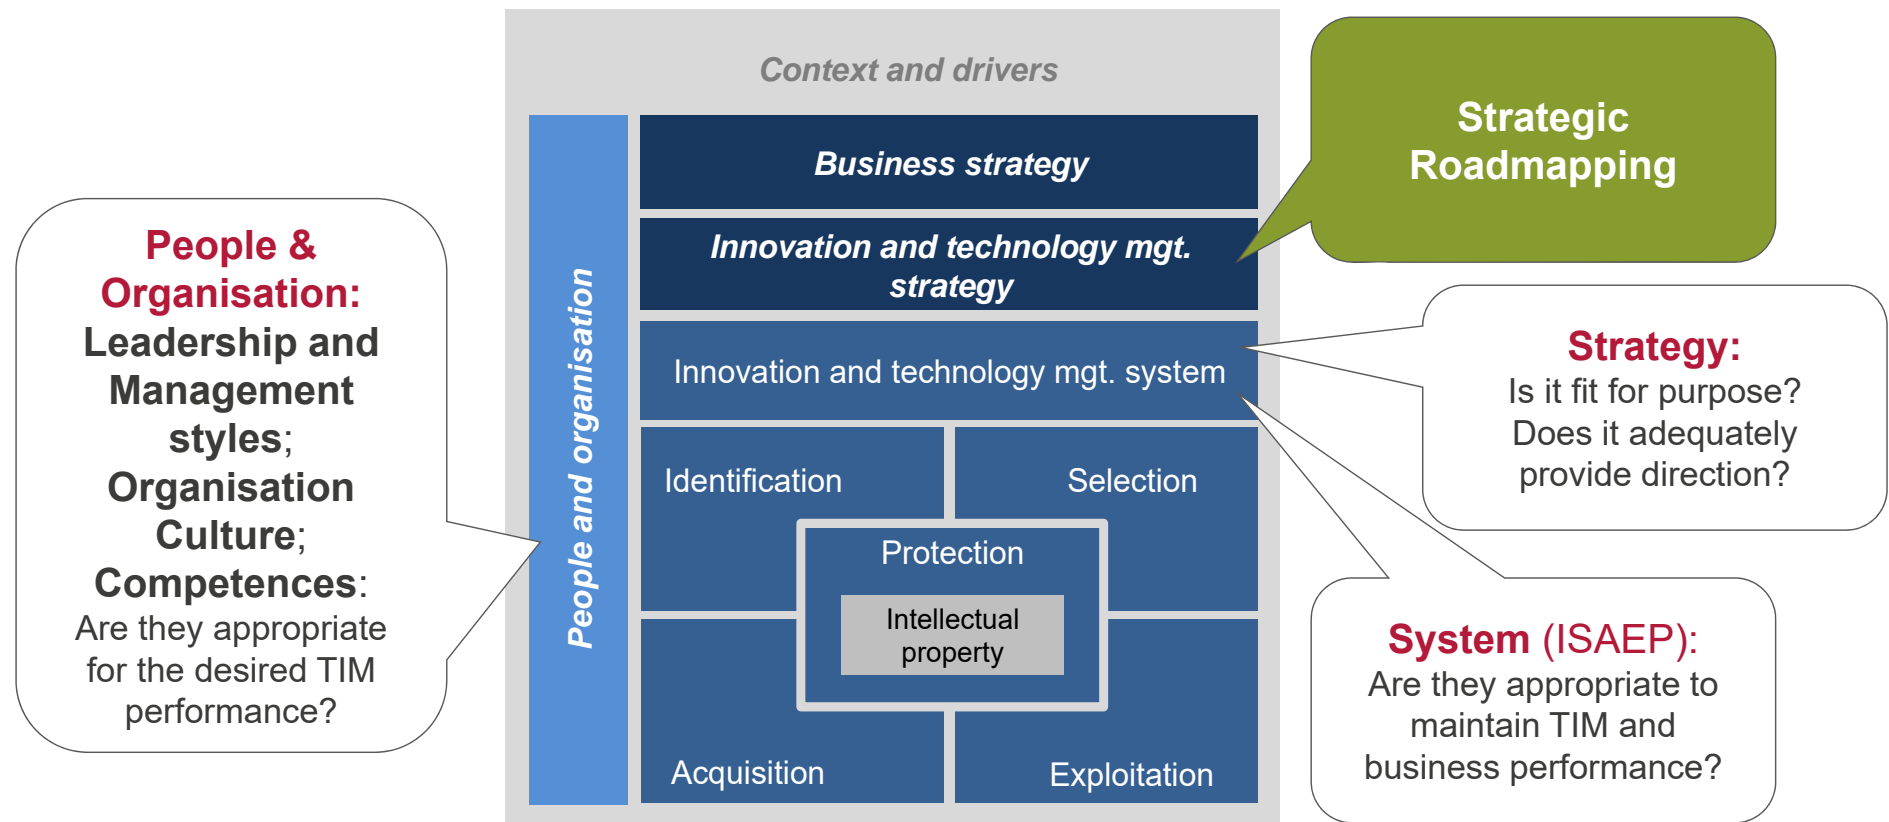 Context and drivers
Business strategy
Innovation and technology mgt.
strategy
Innovation and technology mgt. system
People and organisation
Identification
Selection
Protection
Intellectual
property
Acquisition
Exploitation
People &
Organisation:
Leadership and
Management
styles;
Organisation
Culture;
Competences:
Are they appropriate
for the desired TIM
performance?
Strategic
Roadmapping
Strategy:
Is it fit for purpose?
Does it adequately
provide direction?
System (ISAEP):
Are they appropriate to
maintain TIM and
business performance?